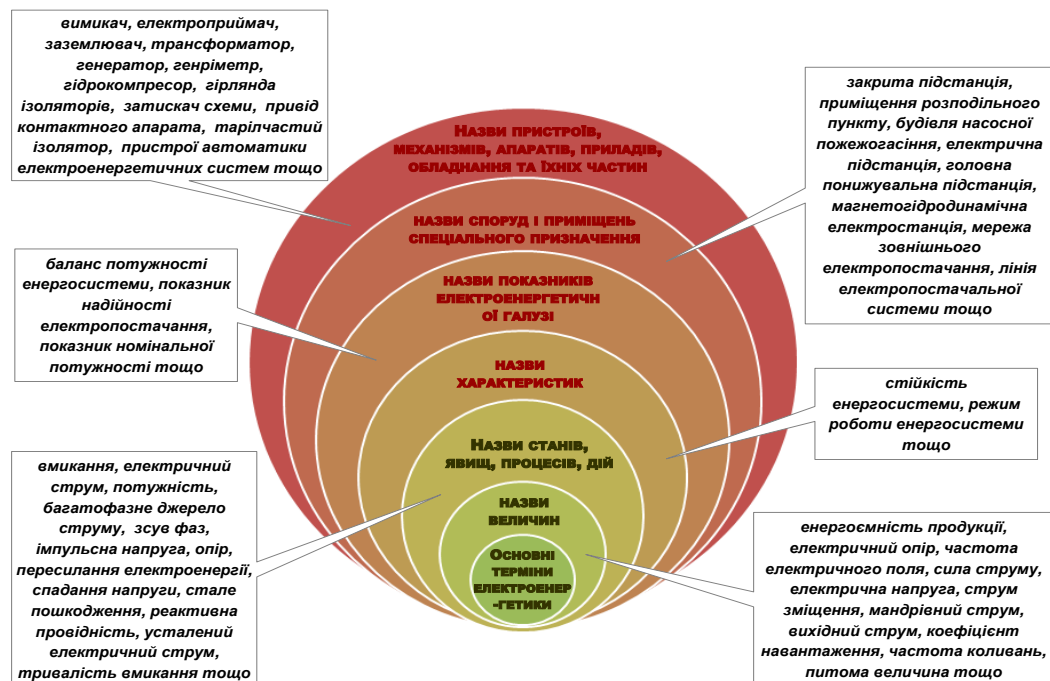 вимикач, електроприймач,
заземлювач, трансформатор,
генератор, генріметр,
гідрокомпресор, гірлянда
ізоляторів, затискач схеми, привід
контактного апарата, тарілчастий
ізолятор, пристрої автоматики
електроенергетичних систем тощо
закрита підстанція,
приміщення розподільного
пункту, будівля насосної
пожежогасіння, електрична
підстанція, головна
понижувальна підстанція,
магнетогідродинамічна
електростанція, мережа
зовнішнього
електропостачання, лінія
електропостачальної
системи тощо
Назви пристроїв,
механізмів, апаратів, приладів,
обладнання та їхніх частин
назви споруд і приміщень
спеціального призначення
назви показників
електроенергетичн
ої галузі
назви
характеристик
Назви станів,
явищ, процесів, дій
назви
величин
Основні
терміни
електроенер
-гетики
баланс потужності
енергосистеми, показник
надійності
електропостачання,
показник номінальної
потужності тощо
стійкість
енергосистеми, режим
роботи енергосистеми
тощо
вмикання, електричний
струм, потужність,
багатофазне джерело
струму, зсув фаз,
імпульсна напруга, опір,
пересилання електроенергії,
спадання напруги, стале
пошкодження, реактивна
провідність, усталений
електричний струм,
тривалість вмикання тощо
енергоємність продукції,
електричний опір, частота
електричного поля, сила струму,
електрична напруга, струм
зміщення, мандрівний струм,
вихідний струм, коефіцієнт
навантаження, частота коливань,
питома величина тощо